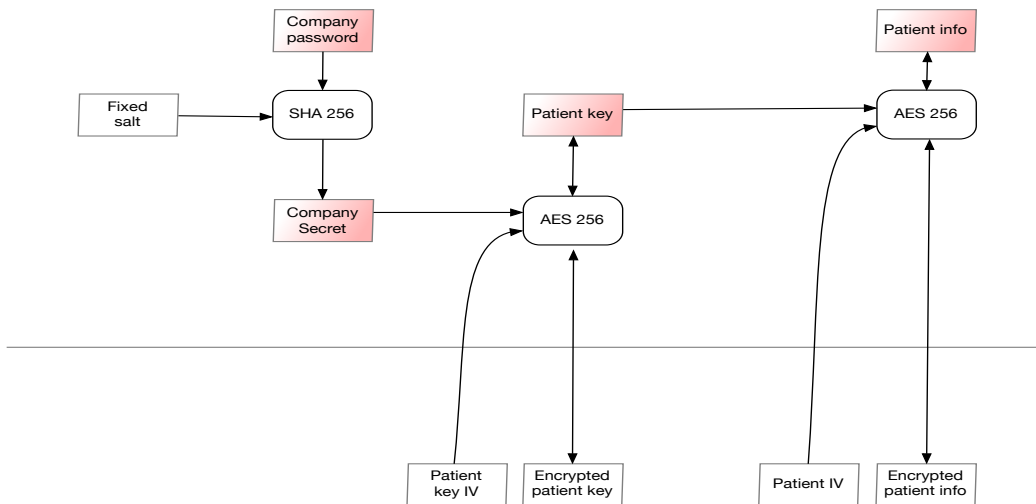 Company
password
Patient info
Fixed
salt
SHA 256
Patient key
AES 256
Company
Secret
AES 256
Patient
key IV
Encrypted
patient key
Patient IV
Encrypted
patient info